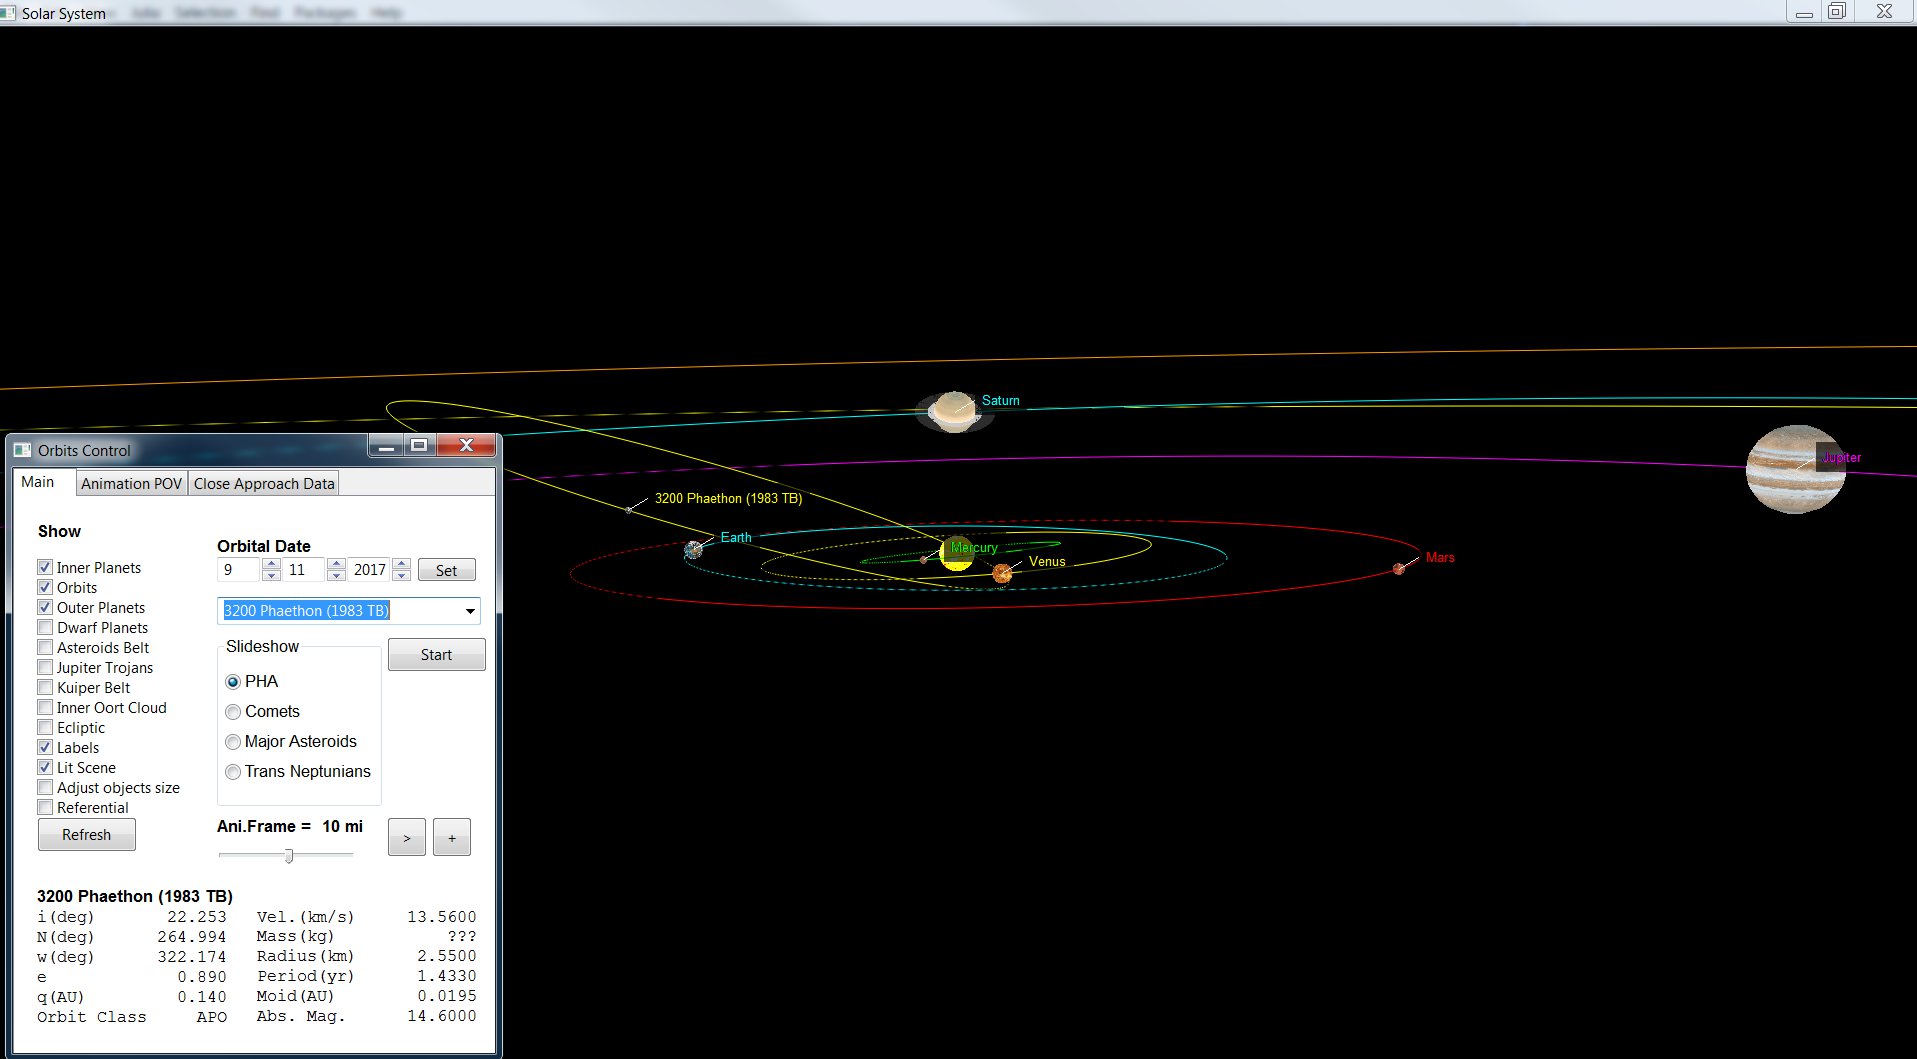 Solar System
Selection Find Packages Help
Saturn
Jupiter
3200 Phaethon (1983 TB)
Earth
Mercury
Venus
Mars
Orbits Control
Main
Animation POV
Close Approach Data
Show
Inner Planets
Orbits
Outer Planets
Dwarf Planets
Asteroids Belt
Jupiter Trojans
Kuiper Belt
Inner Oort Cloud
Ecliptic
Labels
Lit Scene
Adjust objects size
Referential
Refresh
Orbital Date
9 11 2017 Set
3200 Phaethon (1983 TB)
Slideshow
Start
PHA
Comets
Major Asteroids
Trans Neptunians
Ani.Frame = 10 mi
> +
3200 Phaethon (1983 TB)
i(deg) 22.253 Vel.(km/s) 13.5600
N(deg) 264.994 Mass(kg) ???
w(deg) 322.174 Radius(km) 2.5500
e 0.890 Period(yr) 1.4330
q(AU) 0.140 Moid(AU) 0.0195
Orbit Class APO Abs. Mag. 14.6000